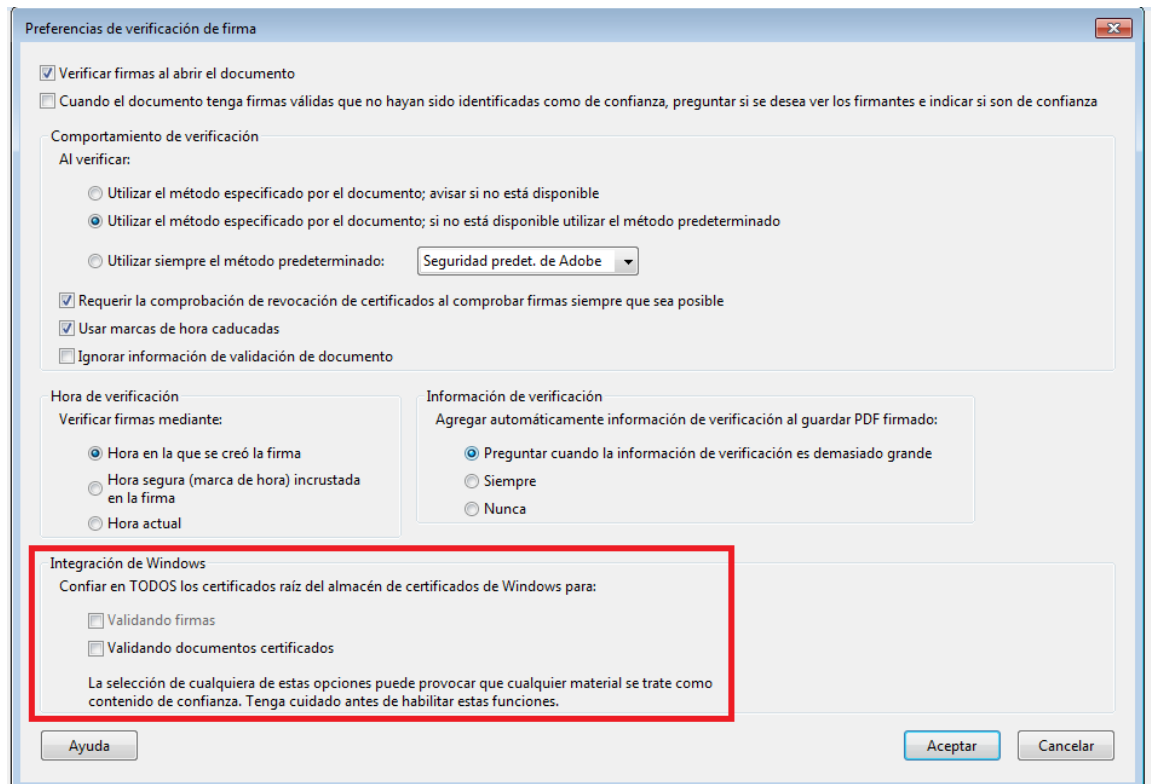 Preferencias de verificación de firma
Verificar firmas al abrir el documento
Cuando el documento tenga firmas válidas que no hayan sido identificadas como de confianza, preguntar si se desea ver los firmantes e indicar si son de confianza
Comportamiento de verificación
Al verificar:
Utilizar el método especificado por el documento; avisar si no está disponible
Utilizar el método especificado por el documento; si no está disponible utilizar el método predeterminado
Utilizar siempre el método predeterminado: Seguridad predet. de Adobe
Requerir la comprobación de revocación de certificados al comprobar firmas siempre que sea posible
Usar marcas de hora caducadas
Ignorar información de validación de documento
Hora de verificación
Verificar firmas mediante:
Hora en la que se creó la firma
Hora segura (marca de hora) incrustada
en la firma
Hora actual
Información de verificación
Agregar automáticamente información de verificación al guardar PDF firmado:
Preguntar cuando la información de verificación es demasiado grande
Siempre
Nunca
Integración de Windows
Confiar en TODOS los certificados raíz del almacén de certificados de Windows para:
Validando firmas
Validando documentos certificados
La selección de cualquiera de estas opciones puede provocar que cualquier material se trate como
contenido de confianza. Tenga cuidado antes de habilitar estas funciones.
Ayuda
Aceptar
Cancelar